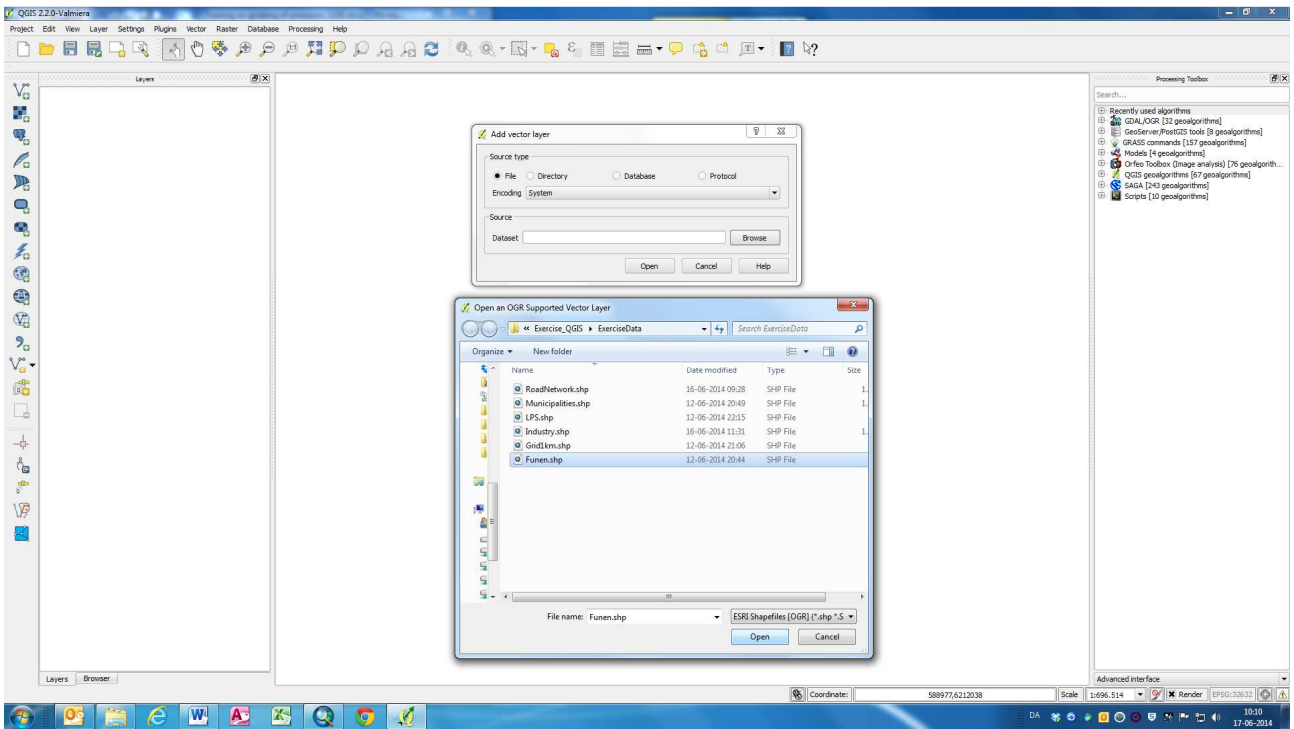 QGIS 2.2.0-Valmiera
Project Edit View Layer Settings Plugins Vector Raster Database Processing Help
Layers
Processing Toolbox
Search...
Recently used algorithms
GDAL/OGR [32 geoalgorithms]
GeoServer/PostGIS tools [8 geoalgorithms]
GRASS commands [157 geoalgorithms]
Models [4 geoalgorithms]
Orfeo Toolbox (Image analysis) [76 geoalgorith...
QGIS geoalgorithms [67 geoalgorithms]
SAGA [243 geoalgorithms]
Scripts [10 geoalgorithms]
Add vector layer
Source type
File Directory Database Protocol
Encoding System
Source
Dataset Browse
Open Cancel Help
Open an OGR Supported Vector Layer
« Exercise_QGIS ▸ ExerciseData Search ExerciseData
Organize New folder
Name Date modified Type Size
RoadNetwork.shp 16-06-2014 09:28 SHP File 1.
Municipalities.shp 12-06-2014 20:49 SHP File 1.
LPS.shp 12-06-2014 22:15 SHP File
Industry.shp 16-06-2014 11:31 SHP File 1.
Grid1km.shp 12-06-2014 21:06 SHP File
Funen.shp 12-06-2014 20:44 SHP File
File name: Funen.shp ESRI Shapefiles [OGR] (*.shp *.S
Open Cancel
Layers Browser
Advanced interface
Coordinate: 588977,6212038 Scale 1:696.514 Render EPSG:32632
DA 10:10
17-06-2014